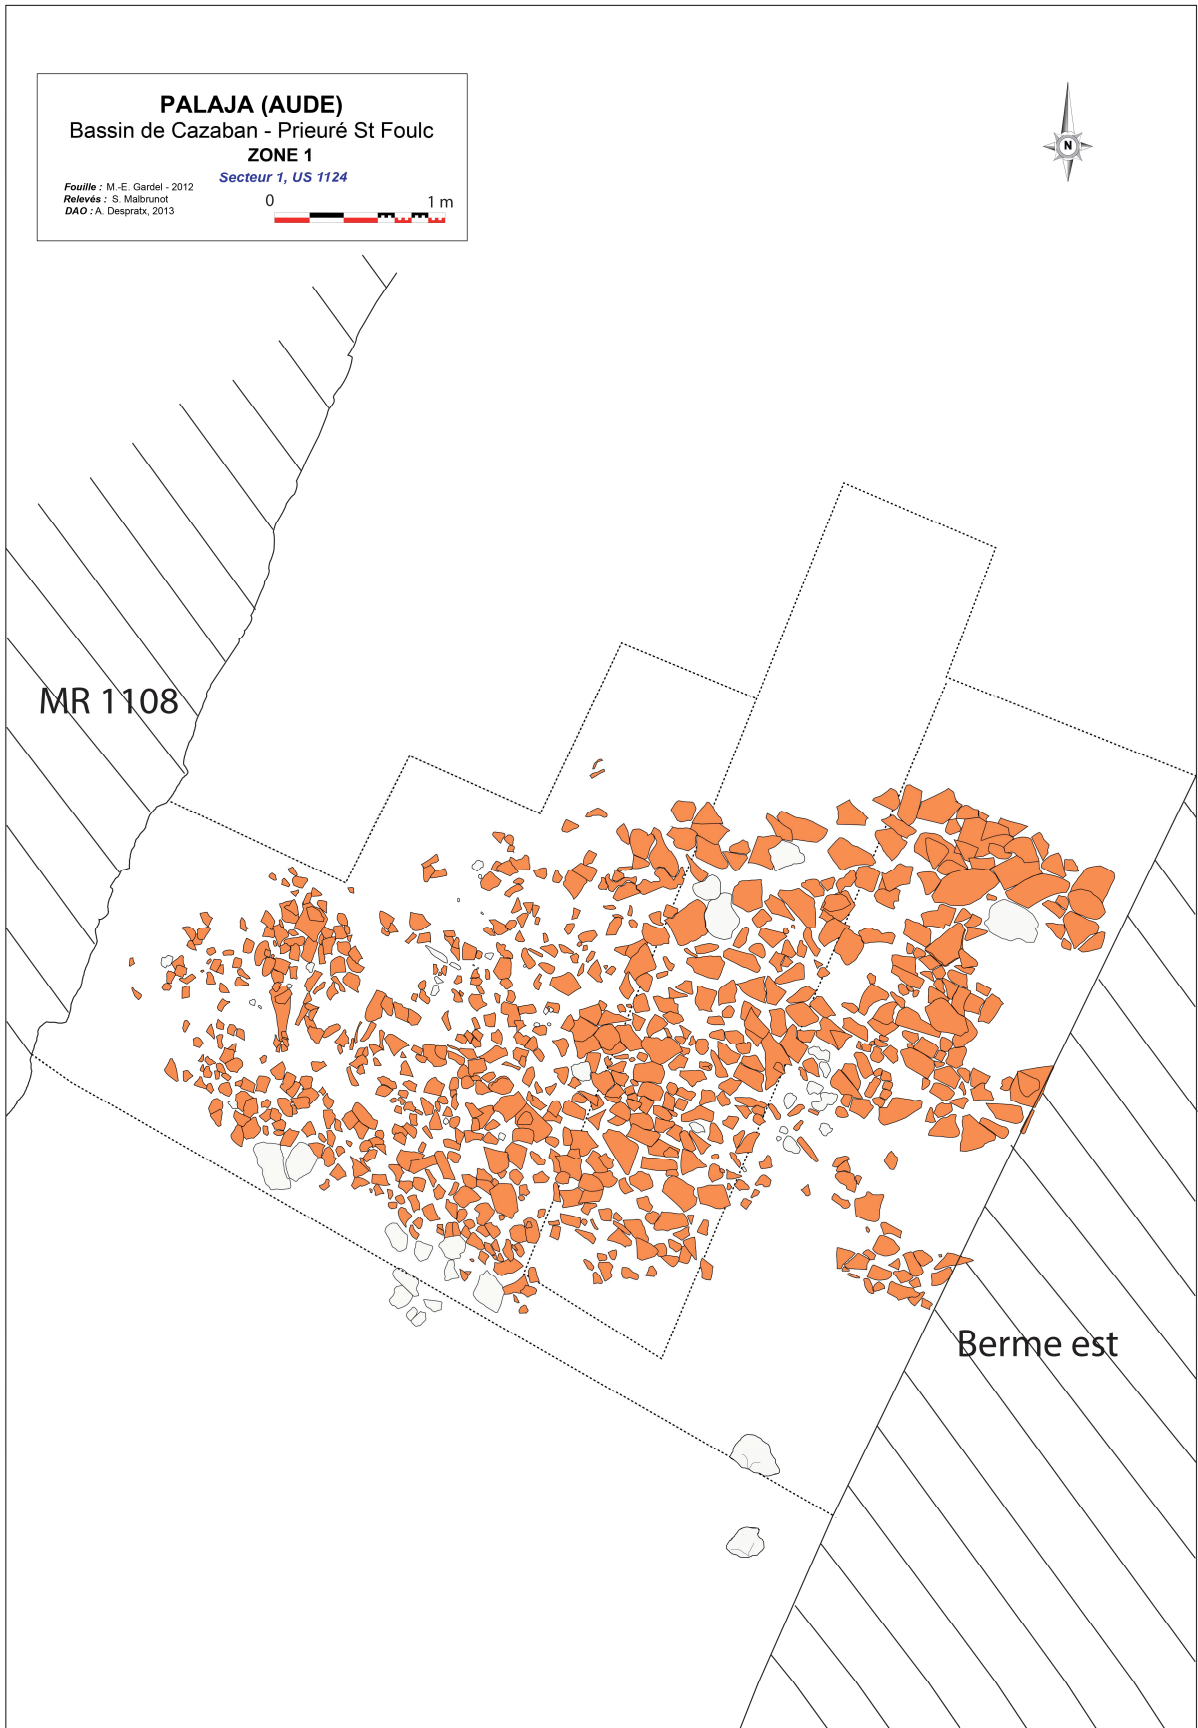 PALAJA (AUDE)
Bassin de Cazaban - Prieuré St Foulc
ZONE 1
Secteur 1, US 1124
Fouille : M.-E. Gardel - 2012
Relevés : S. Malbrunot
DAO : A. Despratx, 2013
0 1 m
N
MR 1108
Berme est